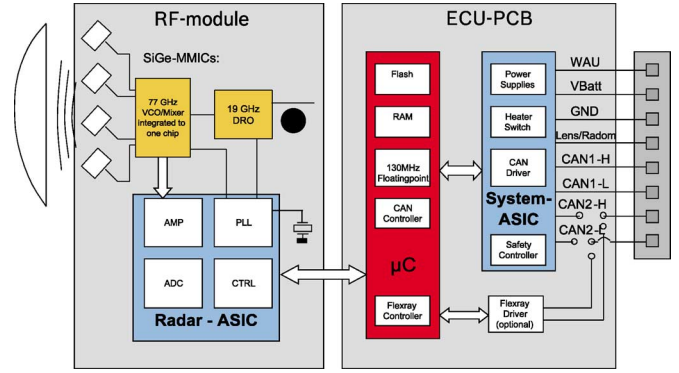 RF-module
SiGe-MMICs:
77 GHz
VCO/Mixer
integrated to
one chip
19 GHz
DRO
AMP
PLL
ADC
CTRL
Radar - ASIC
ECU-PCB
Flash
RAM
130MHz
Floatingpoint
CAN
Controller
µC
Flexray
Controller
Power
Supplies
Heater
Switch
CAN
Driver
System-
ASIC
Safety
Controller
Flexray
Driver
(optional)
WAU
VBatt
GND
Lens/Radom
CAN1-H
CAN1-L
CAN2-H
CAN2-L